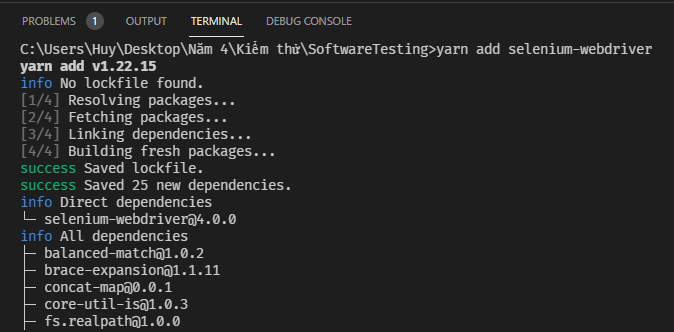 PROBLEMS 1 OUTPUT TERMINAL DEBUG CONSOLE
C:\Users\Huy\Desktop\Năm 4\Kiểm thử\SoftwareTesting>yarn add selenium-webdriver
yarn add v1.22.15
info No lockfile found.
[1/4] Resolving packages...
[2/4] Fetching packages...
[3/4] Linking dependencies...
[4/4] Building fresh packages...
success Saved lockfile.
success Saved 25 new dependencies.
info Direct dependencies
└─ selenium-webdriver@4.0.0
info All dependencies
├─ balanced-match@1.0.2
├─ brace-expansion@1.1.11
├─ concat-map@0.0.1
├─ core-util-is@1.0.3
├─ fs.realpath@1.0.0